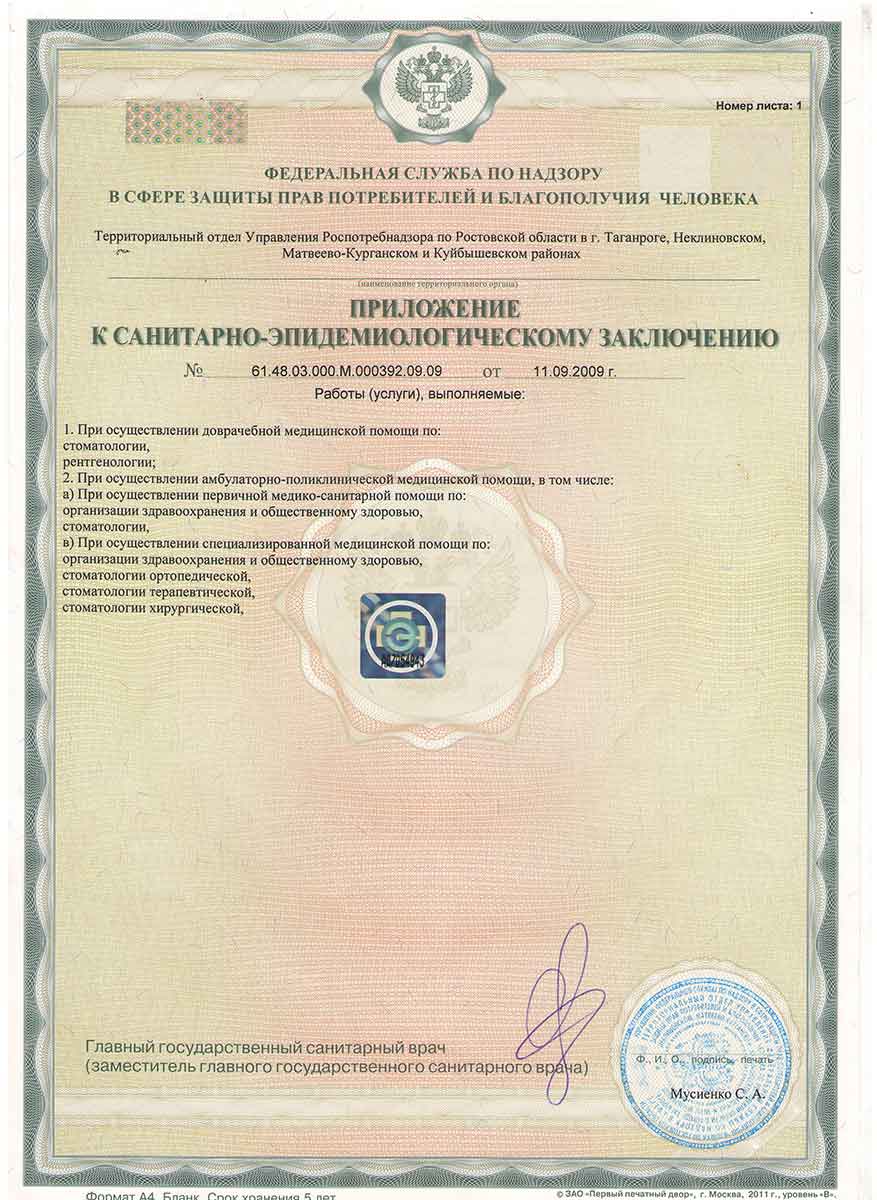 Номер листа: 1
ФЕДЕРАЛЬНАЯ СЛУЖБА ПО НАДЗОРУ
В СФЕРЕ ЗАЩИТЫ ПРАВ ПОТРЕБИТЕЛЕЙ И БЛАГОПОЛУЧИЯ ЧЕЛОВЕКА
Территориальный отдел Управления Роспотребнадзора по Ростовской области в г. Таганроге, Неклиновском,
Матвеево-Курганском и Куйбышевском районах
(наименование территориального органа)
ПРИЛОЖЕНИЕ
К САНИТАРНО-ЭПИДЕМИОЛОГИЧЕСКОМУ ЗАКЛЮЧЕНИЮ
№ 61.48.03.000.М.000392.09.09 от 11.09.2009 г.
Работы (услуги), выполняемые:
1. При осуществлении доврачебной медицинской помощи по:
стоматологии,
рентгенологии;
2. При осуществлении амбулаторно-поликлинической медицинской помощи, в том числе:
а) При осуществлении первичной медико-санитарной помощи по:
организации здравоохранения и общественному здоровью,
стоматологии,
в) При осуществлении специализированной медицинской помощи по:
организации здравоохранения и общественному здоровью,
стоматологии ортопедической,
стоматологии терапевтической,
стоматологии хирургической,
Главный государственный санитарный врач
(заместитель главного государственного санитарного врача)
Ф., И., О., подпись, печать
Мусиенко С. А.
Формат А4. Бланк. Срок хранения 5 лет.
© ЗАО «Первый печатный двор», г. Москва, 2011 г., уровень «В».